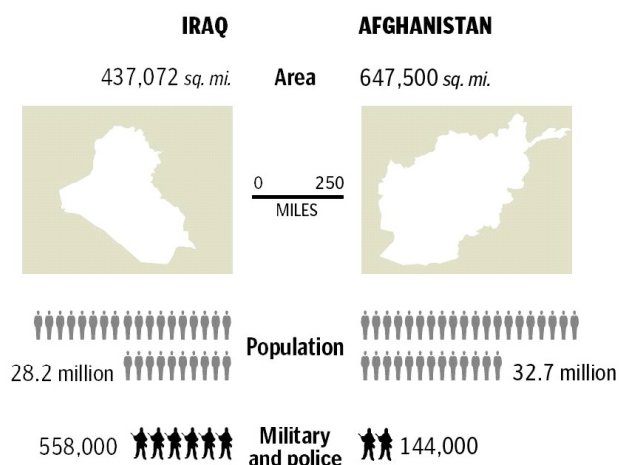 IRAQ AFGHANISTAN
437,072 sq. mi. Area 647,500 sq. mi.
0 250
MILES
Population
28.2 million 32.7 million
558,000 Military and police 144,000